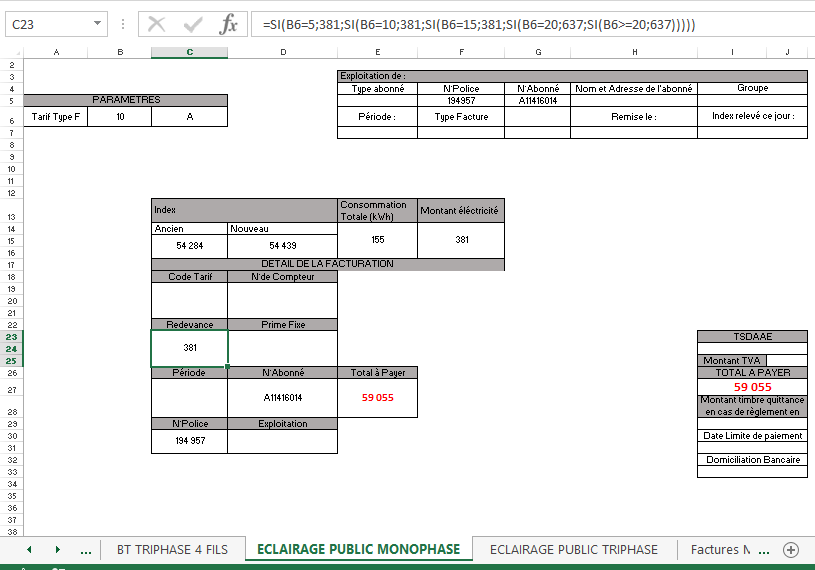 C23 fx =SI(B6=5;381;SI(B6=10;381;SI(B6=15;381;SI(B6=20;637;SI(B6>=20;637)))))
A B C D E F G H I J
2
3 Exploitation de :
4 Type abonné N°Police N°Abonné Nom et Adresse de l'abonné Groupe
5 PARAMETRES 194957 A11416014
6 Tarif Type F 10 A Période : Type Facture Remise le : Index relevé ce jour :
7
8
9
10
11
12
13 Index Consommation Totale (kWh) Montant éléctricité
14 Ancien Nouveau
15 54 284 54 439 155 381
16
17 DETAIL DE LA FACTURATION
18 Code Tarif N°de Compteur
19
20
21
22 Redevance Prime Fixe
23 TSDAAE
24 381
25 Montant TVA
26 Période N°Abonné Total à Payer TOTAL A PAYER
27 A11416014 59 055 59 055
28 Montant timbre quittance en cas de règlement en
29 N°Police Exploitation
30 194 957 Date Limite de paiement
31
32 Domiciliation Bancaire
33
34
35
36
37
38
... BT TRIPHASE 4 FILS ECLAIRAGE PUBLIC MONOPHASE ECLAIRAGE PUBLIC TRIPHASE Factures N ...